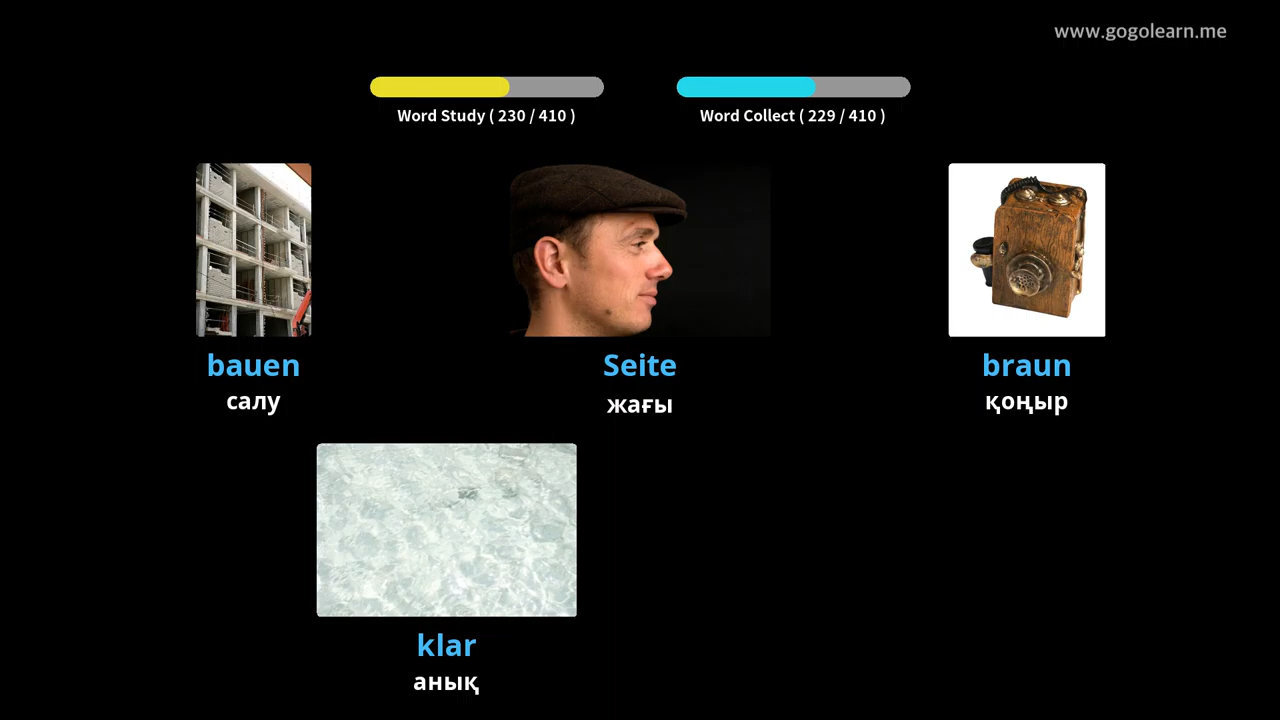 www.gogolearn.me
Word Study ( 230 / 410 )
Word Collect ( 229 / 410 )
bauen
салу
Seite
жағы
braun
қоңыр
klar
анық